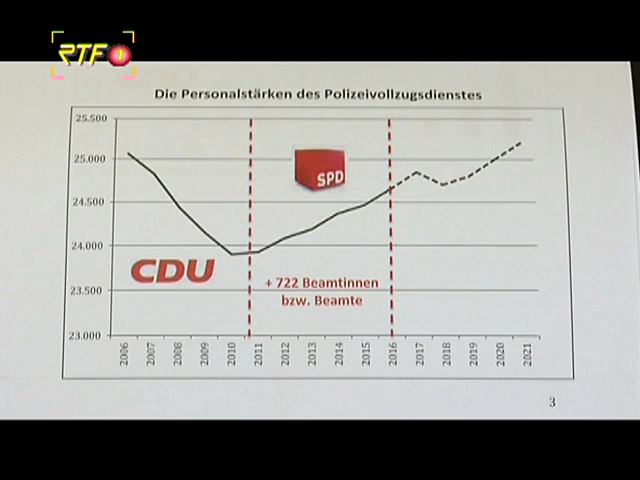 RTF 1
Die Personalstärken des Polizeivollzugsdienstes
25.500
25.000
24.500
24.000
23.500
23.000
SPD
CDU
+ 722 Beamtinnen
bzw. Beamte
2006 2007 2008 2009 2010 2011 2012 2013 2014 2015 2016 2017 2018 2019 2020 2021
3